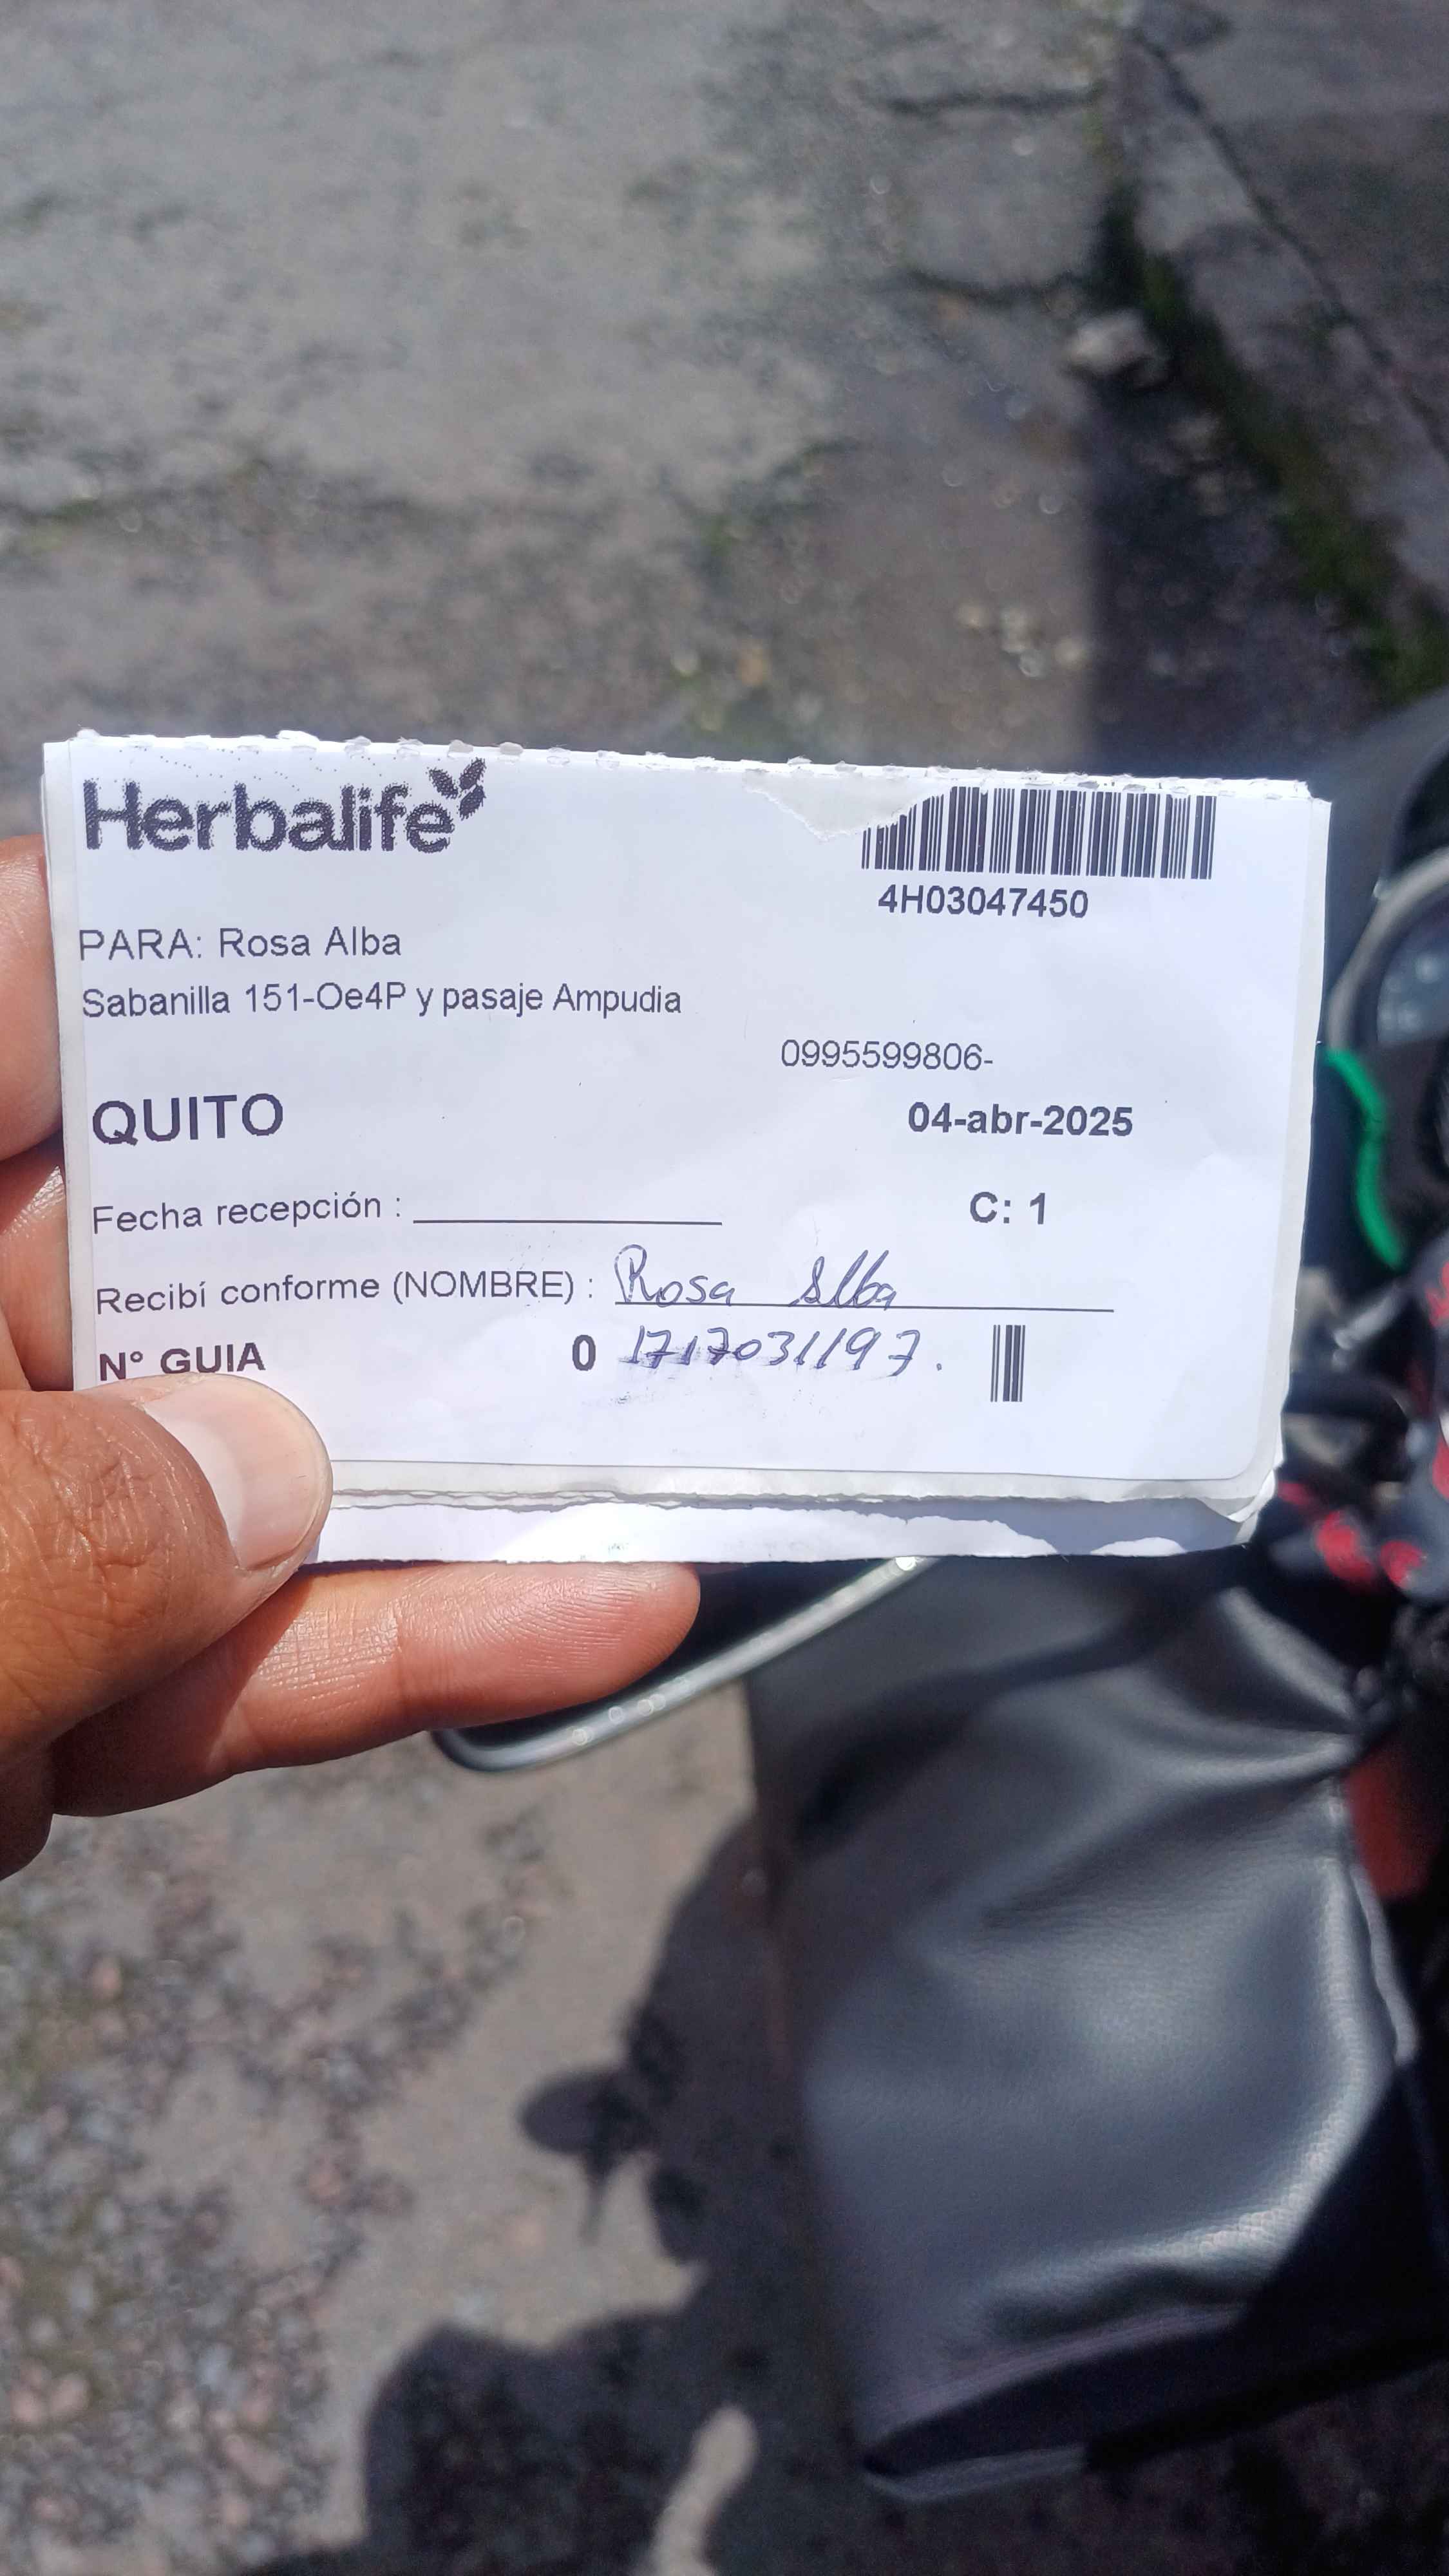 Herbalife
4H03047450
PARA: Rosa Alba
Sabanilla 151-Oe4P y pasaje Ampudia
0995599806-
QUITO 04-abr-2025
Fecha recepción : C: 1
Recibí conforme (NOMBRE) : Rosa Alba
N° GUIA 0 1717031197.